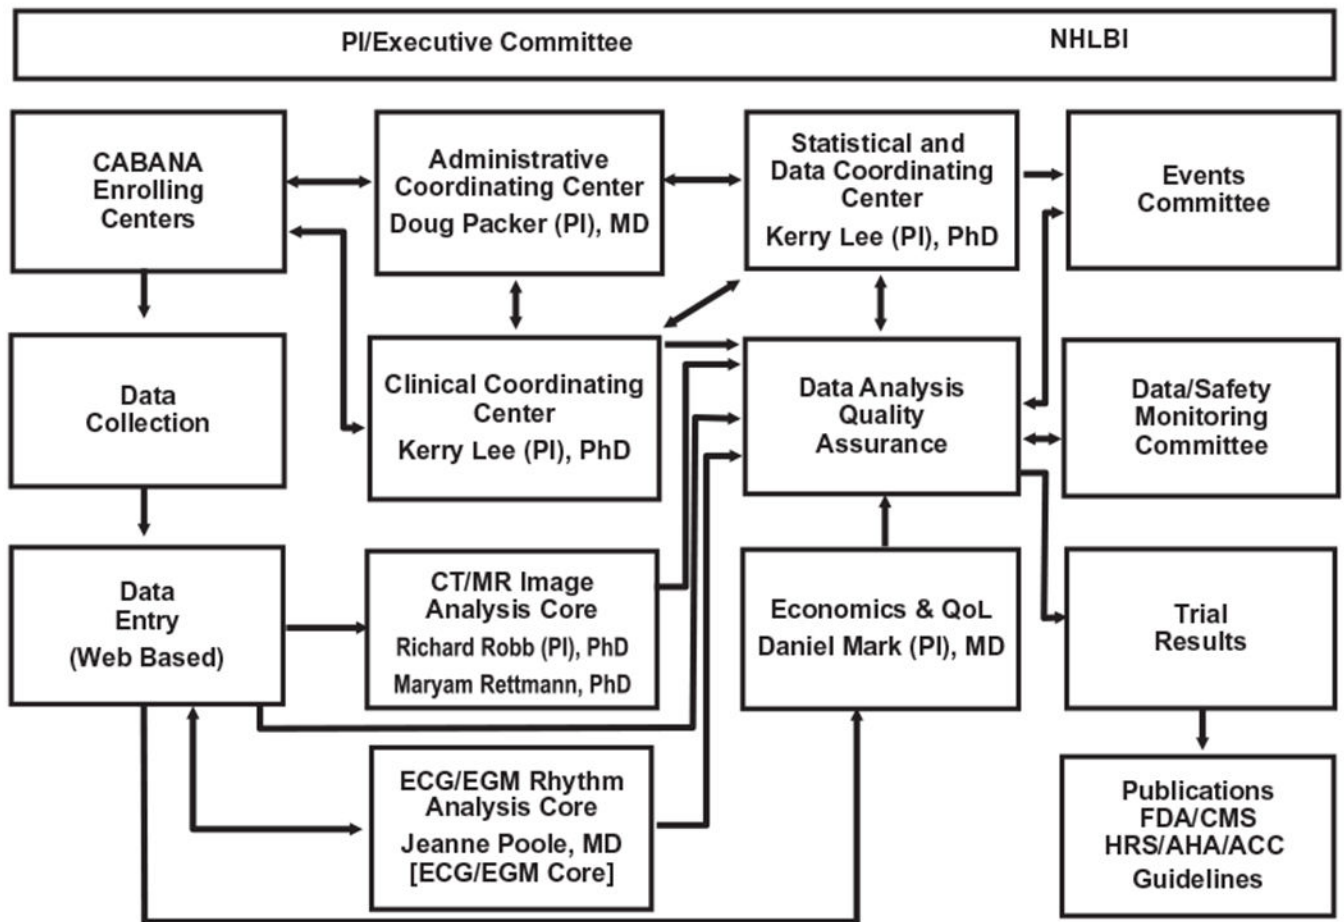 PI/Executive Committee
NHLBI
CABANA
Enrolling
Centers
Administrative
Coordinating Center
Doug Packer (PI), MD
Statistical and
Data Coordinating
Center
Kerry Lee (PI), PhD
Events
Committee
Data
Collection
Clinical Coordinating
Center
Kerry Lee (PI), PhD
Data Analysis
Quality
Assurance
Data/Safety
Monitoring
Committee
Data
Entry
(Web Based)
CT/MR Image
Analysis Core
Richard Robb (PI), PhD
Maryam Rettmann, PhD
Economics & QoL
Daniel Mark (PI), MD
Trial
Results
ECG/EGM Rhythm
Analysis Core
Jeanne Poole, MD
[ECG/EGM Core]
Publications
FDA/CMS
HRS/AHA/ACC
Guidelines